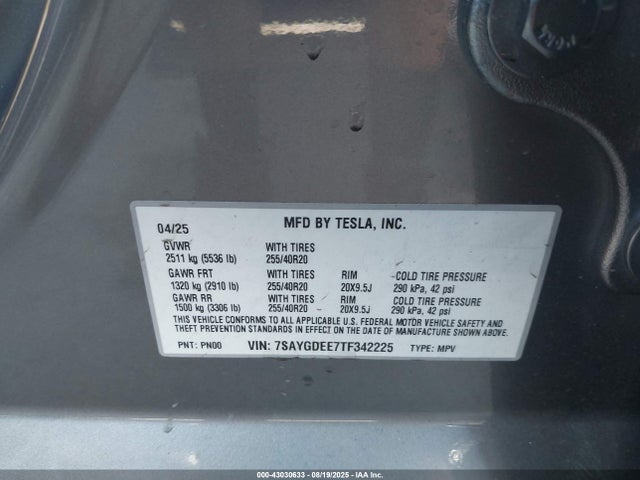 04/25 MFD BY TESLA, INC.
GVWR WITH TIRES
2511 kg (5536 lb) 255/40R20
GAWR FRT WITH TIRES RIM COLD TIRE PRESSURE
1320 kg (2910 lb) 255/40R20 20X9.5J 290 kPa, 42 psi
GAWR RR WITH TIRES RIM COLD TIRE PRESSURE
1500 kg (3306 lb) 255/40R20 20X9.5J 290 kPa, 42 psi
THIS VEHICLE CONFORMS TO ALL APPLICABLE U.S. FEDERAL MOTOR VEHICLE SAFETY AND
THEFT PREVENTION STANDARDS IN EFFECT ON THE DATE OF MANUFACTURE SHOWN ABOVE.
PNT: PN00 VIN: 7SAYGDEE7TF342225 TYPE: MPV
000-43030633 - 08/19/2025 - IAA Inc.